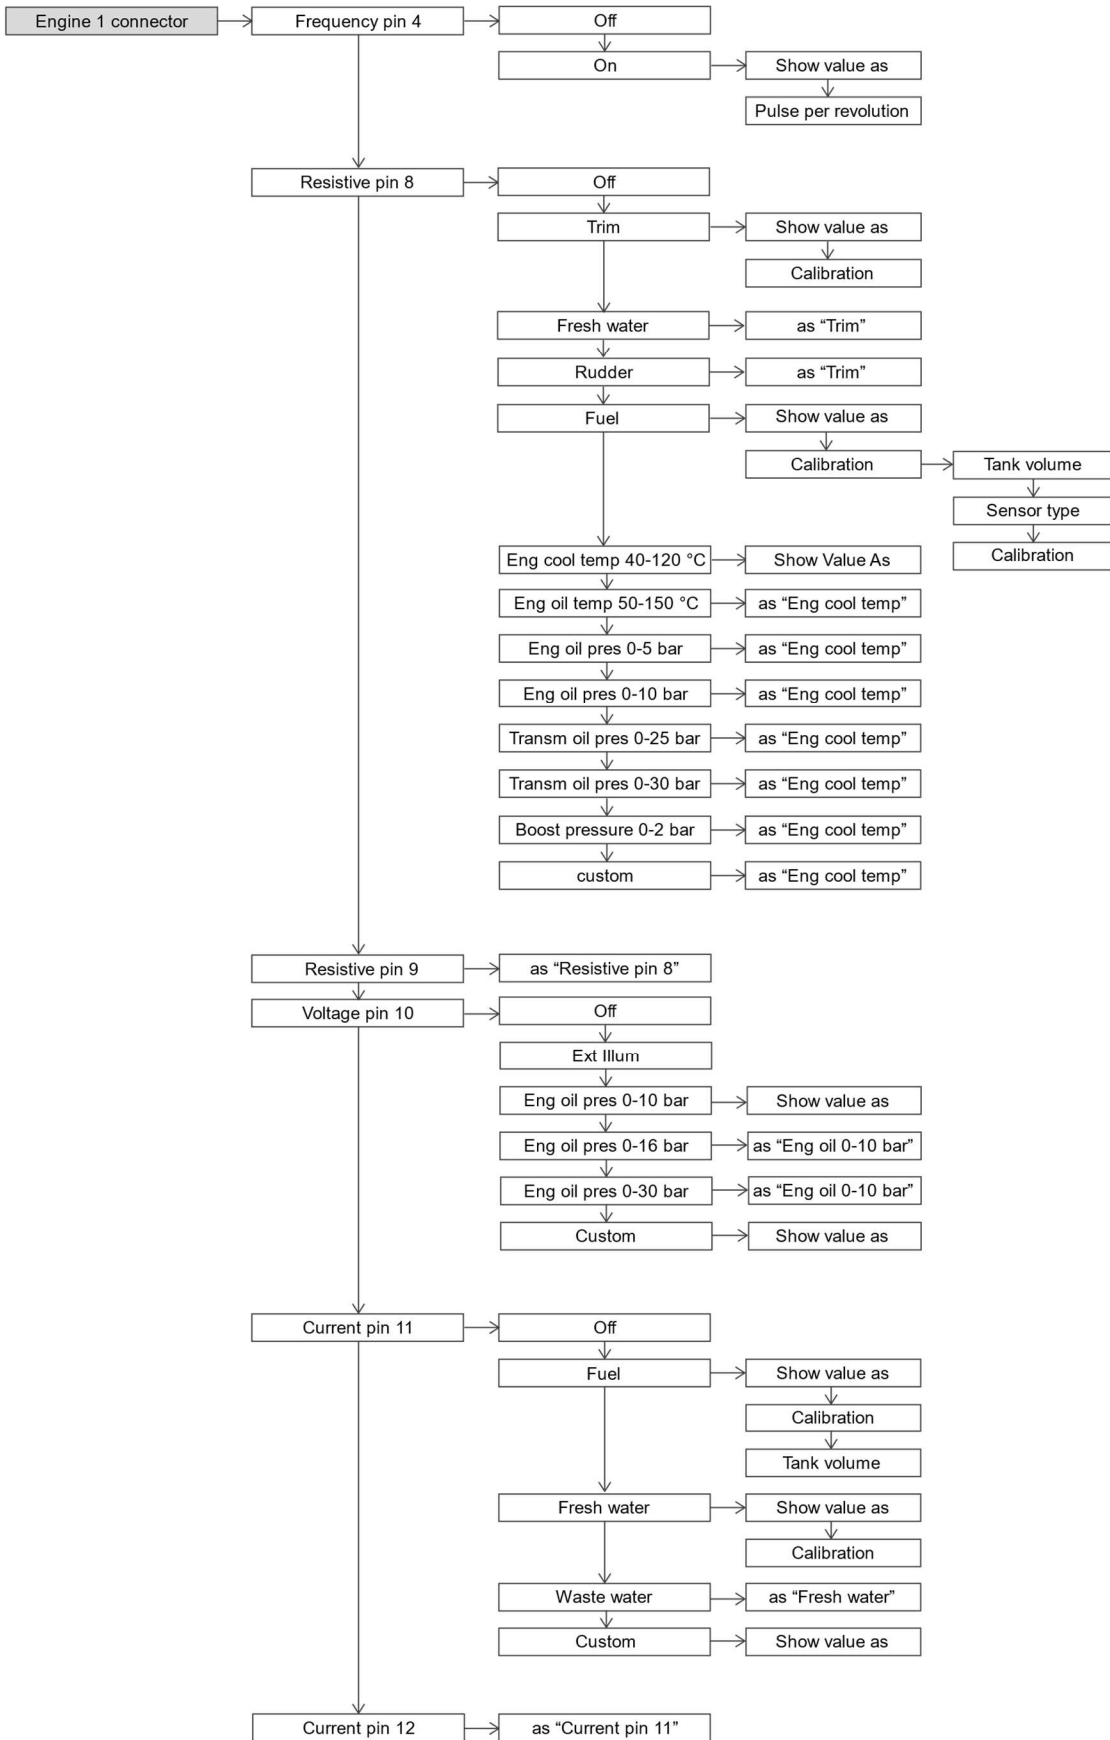 Engine 1 connector
Frequency pin 4
Off
On
Show value as
Pulse per revolution
Resistive pin 8
Off
Trim
Show value as
Calibration
Fresh water
as “Trim”
Rudder
as “Trim”
Fuel
Show value as
Calibration
Tank volume
Sensor type
Calibration
Eng cool temp 40-120 °C
Show Value As
Eng oil temp 50-150 °C
as “Eng cool temp”
Eng oil pres 0-5 bar
as “Eng cool temp”
Eng oil pres 0-10 bar
as “Eng cool temp”
Transm oil pres 0-25 bar
as “Eng cool temp”
Transm oil pres 0-30 bar
as “Eng cool temp”
Boost pressure 0-2 bar
as “Eng cool temp”
custom
as “Eng cool temp”
Resistive pin 9
as “Resistive pin 8”
Voltage pin 10
Off
Ext Illum
Eng oil pres 0-10 bar
Show value as
Eng oil pres 0-16 bar
as “Eng oil 0-10 bar”
Eng oil pres 0-30 bar
as “Eng oil 0-10 bar”
Custom
Show value as
Current pin 11
Off
Fuel
Show value as
Calibration
Tank volume
Fresh water
Show value as
Calibration
Waste water
as “Fresh water”
Custom
Show value as
Current pin 12
as “Current pin 11”